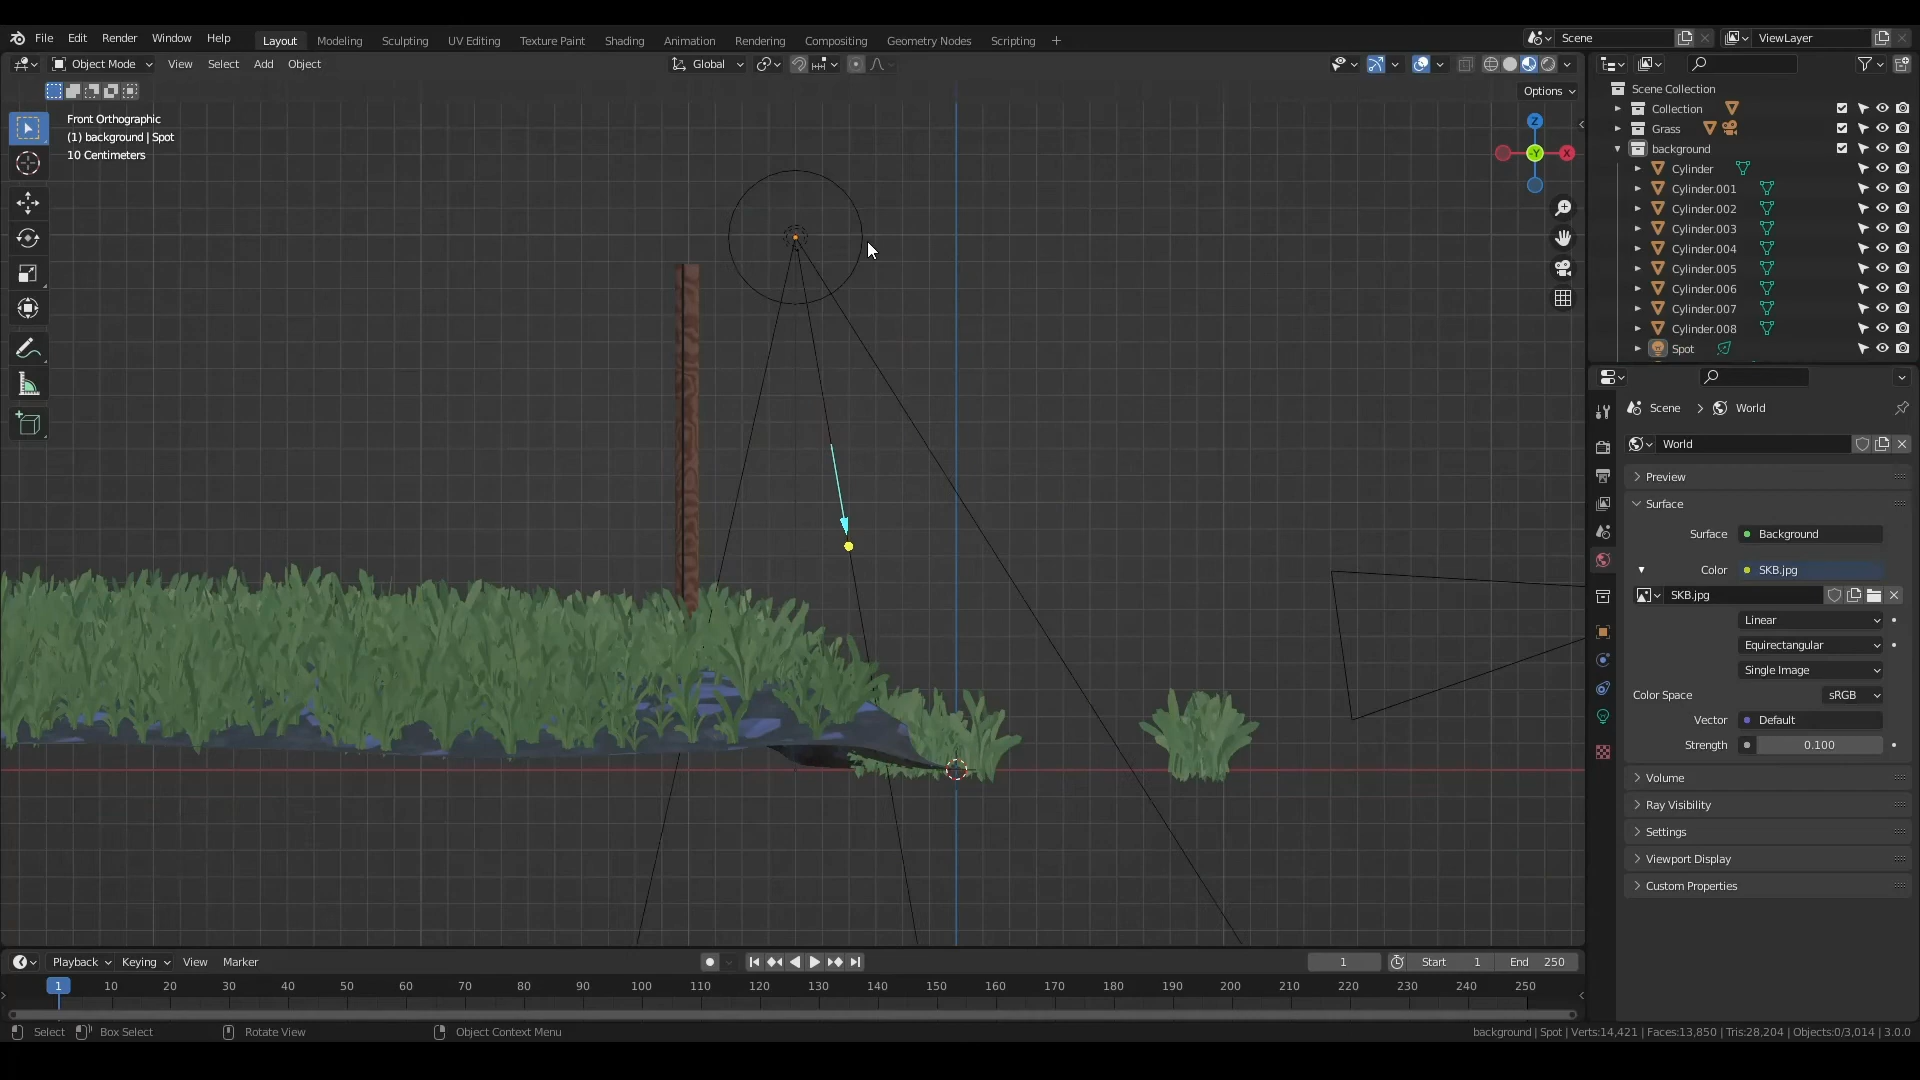 File Edit Render Window Help Layout Modeling Sculpting UV Editing Texture Paint Shading Animation Rendering Compositing Geometry Nodes Scripting + Scene ViewLayer
Object Mode View Select Add Object Global
Options
Front Orthographic
(1) background | Spot
10 Centimeters
Z
-Y
X
Scene Collection
Collection
Grass
background
Cylinder
Cylinder.001
Cylinder.002
Cylinder.003
Cylinder.004
Cylinder.005
Cylinder.006
Cylinder.007
Cylinder.008
Spot
Scene > World
World
Preview
Surface
Surface Background
Color SKB.jpg
SKB.jpg
Linear
Equirectangular
Single Image
Color Space sRGB
Vector Default
Strength 0.100
Volume
Ray Visibility
Settings
Viewport Display
Custom Properties
Playback Keying View Marker 1 Start 1 End 250
1 10 20 30 40 50 60 70 80 90 100 110 120 130 140 150 160 170 180 190 200 210 220 230 240 250
Select Box Select Rotate View Object Context Menu background | Spot | Verts:14,421 | Faces:13,850 | Tris:28,204 | Objects:0/3,014 | 3.0.0